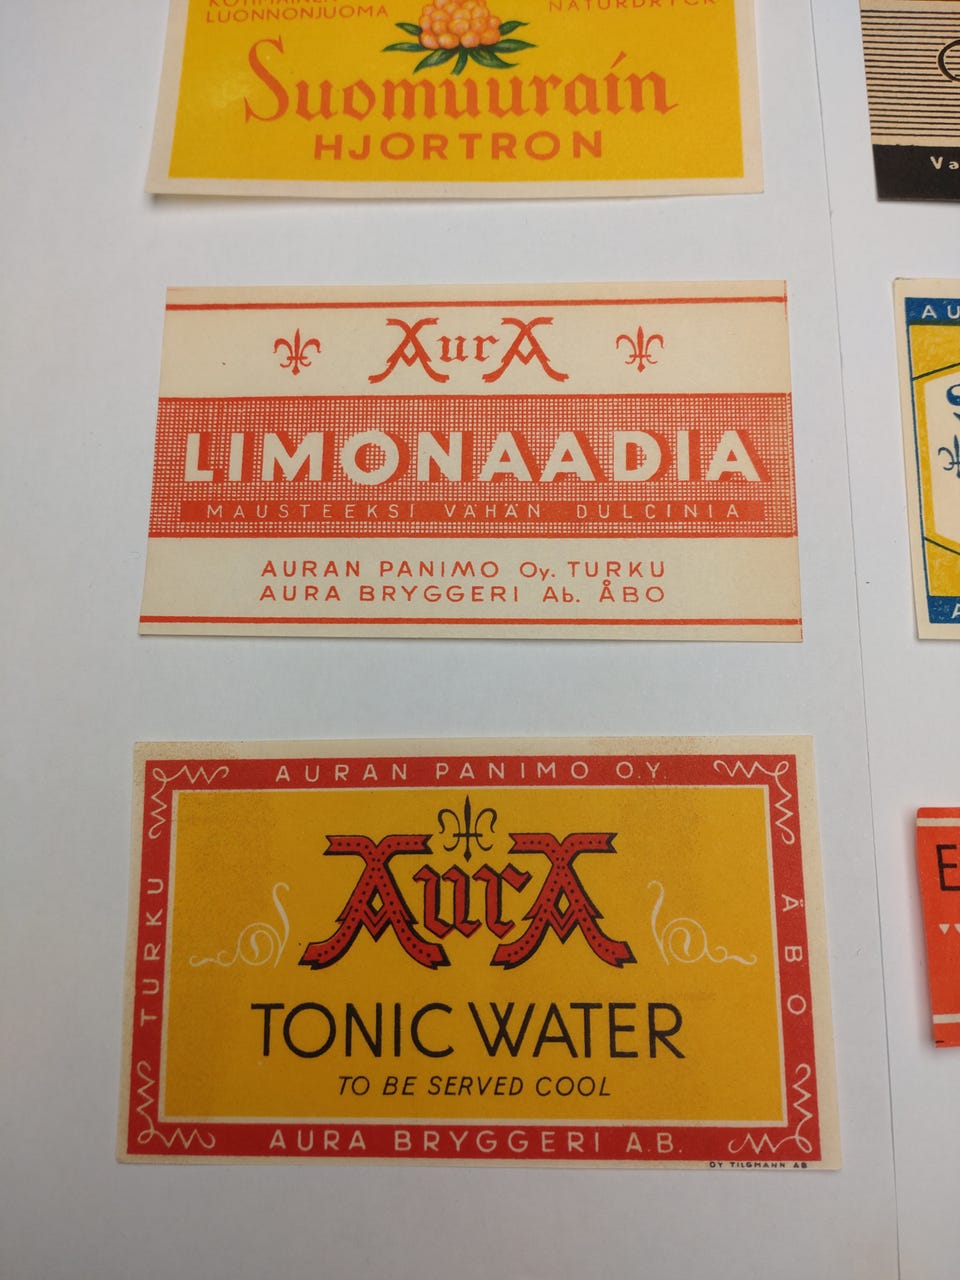 LUONNONJUOMA
NATURDRYCK
Suomuurain
HJORTRON
AurA
LIMONAADIA
MAUSTEEKSI VÄHÄN DULCINIA
AURAN PANIMO Oy. TURKU
AURA BRYGGERI Ab. ÅBO
AURAN PANIMO O.Y.
TURKU
AurA
ÅBO
TONIC WATER
TO BE SERVED COOL
AURA BRYGGERI A.B.
OY TILGMANN AB